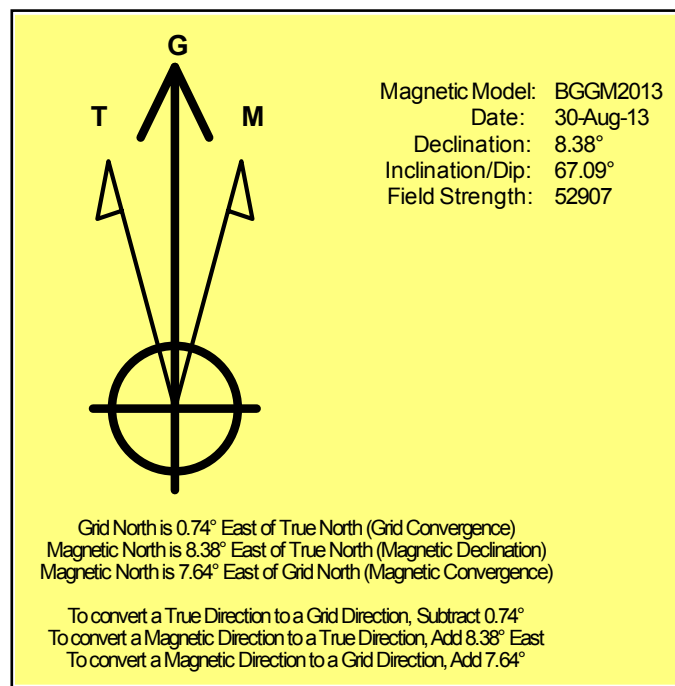 G
T
M
Magnetic Model: BGGM2013
Date: 30-Aug-13
Declination: 8.38°
Inclination/Dip: 67.09°
Field Strength: 52907
Grid North is 0.74° East of True North (Grid Convergence)
Magnetic North is 8.38° East of True North (Magnetic Declination)
Magnetic North is 7.64° East of Grid North (Magnetic Convergence)
To convert a True Direction to a Grid Direction, Subtract 0.74°
To convert a Magnetic Direction to a True Direction, Add 8.38° East
To convert a Magnetic Direction to a Grid Direction, Add 7.64°